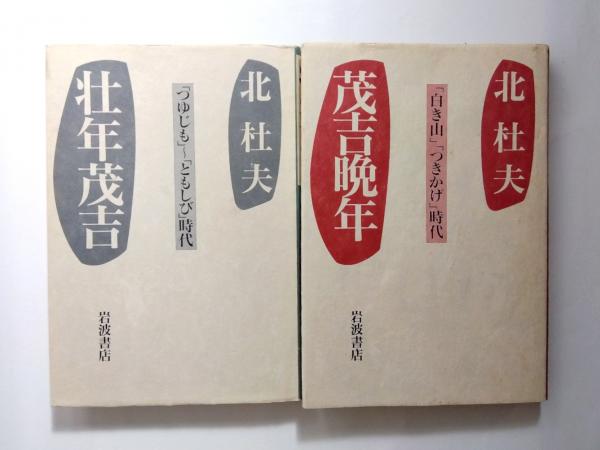 北杜夫
「つゆじも」〜「ともしび」時代
壮年茂吉
岩波書店
北杜夫
「白き山」「つきかげ」時代
茂吉晩年
岩波書店